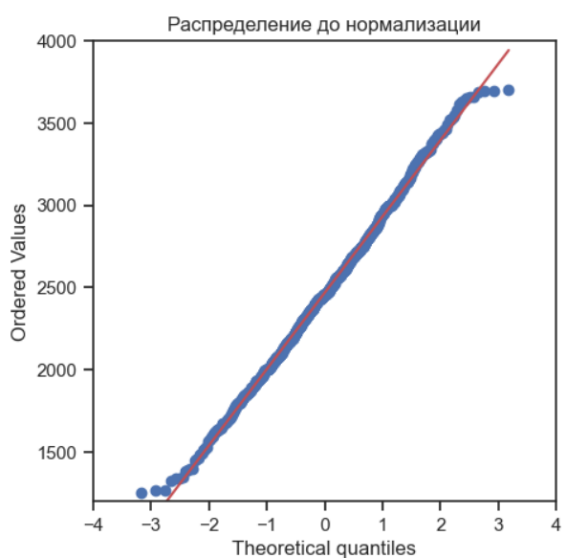 Распределение до нормализации
4000
3500
3000
2500
2000
1500
Ordered Values
−4 −3 −2 −1 0 1 2 3 4
Theoretical quantiles